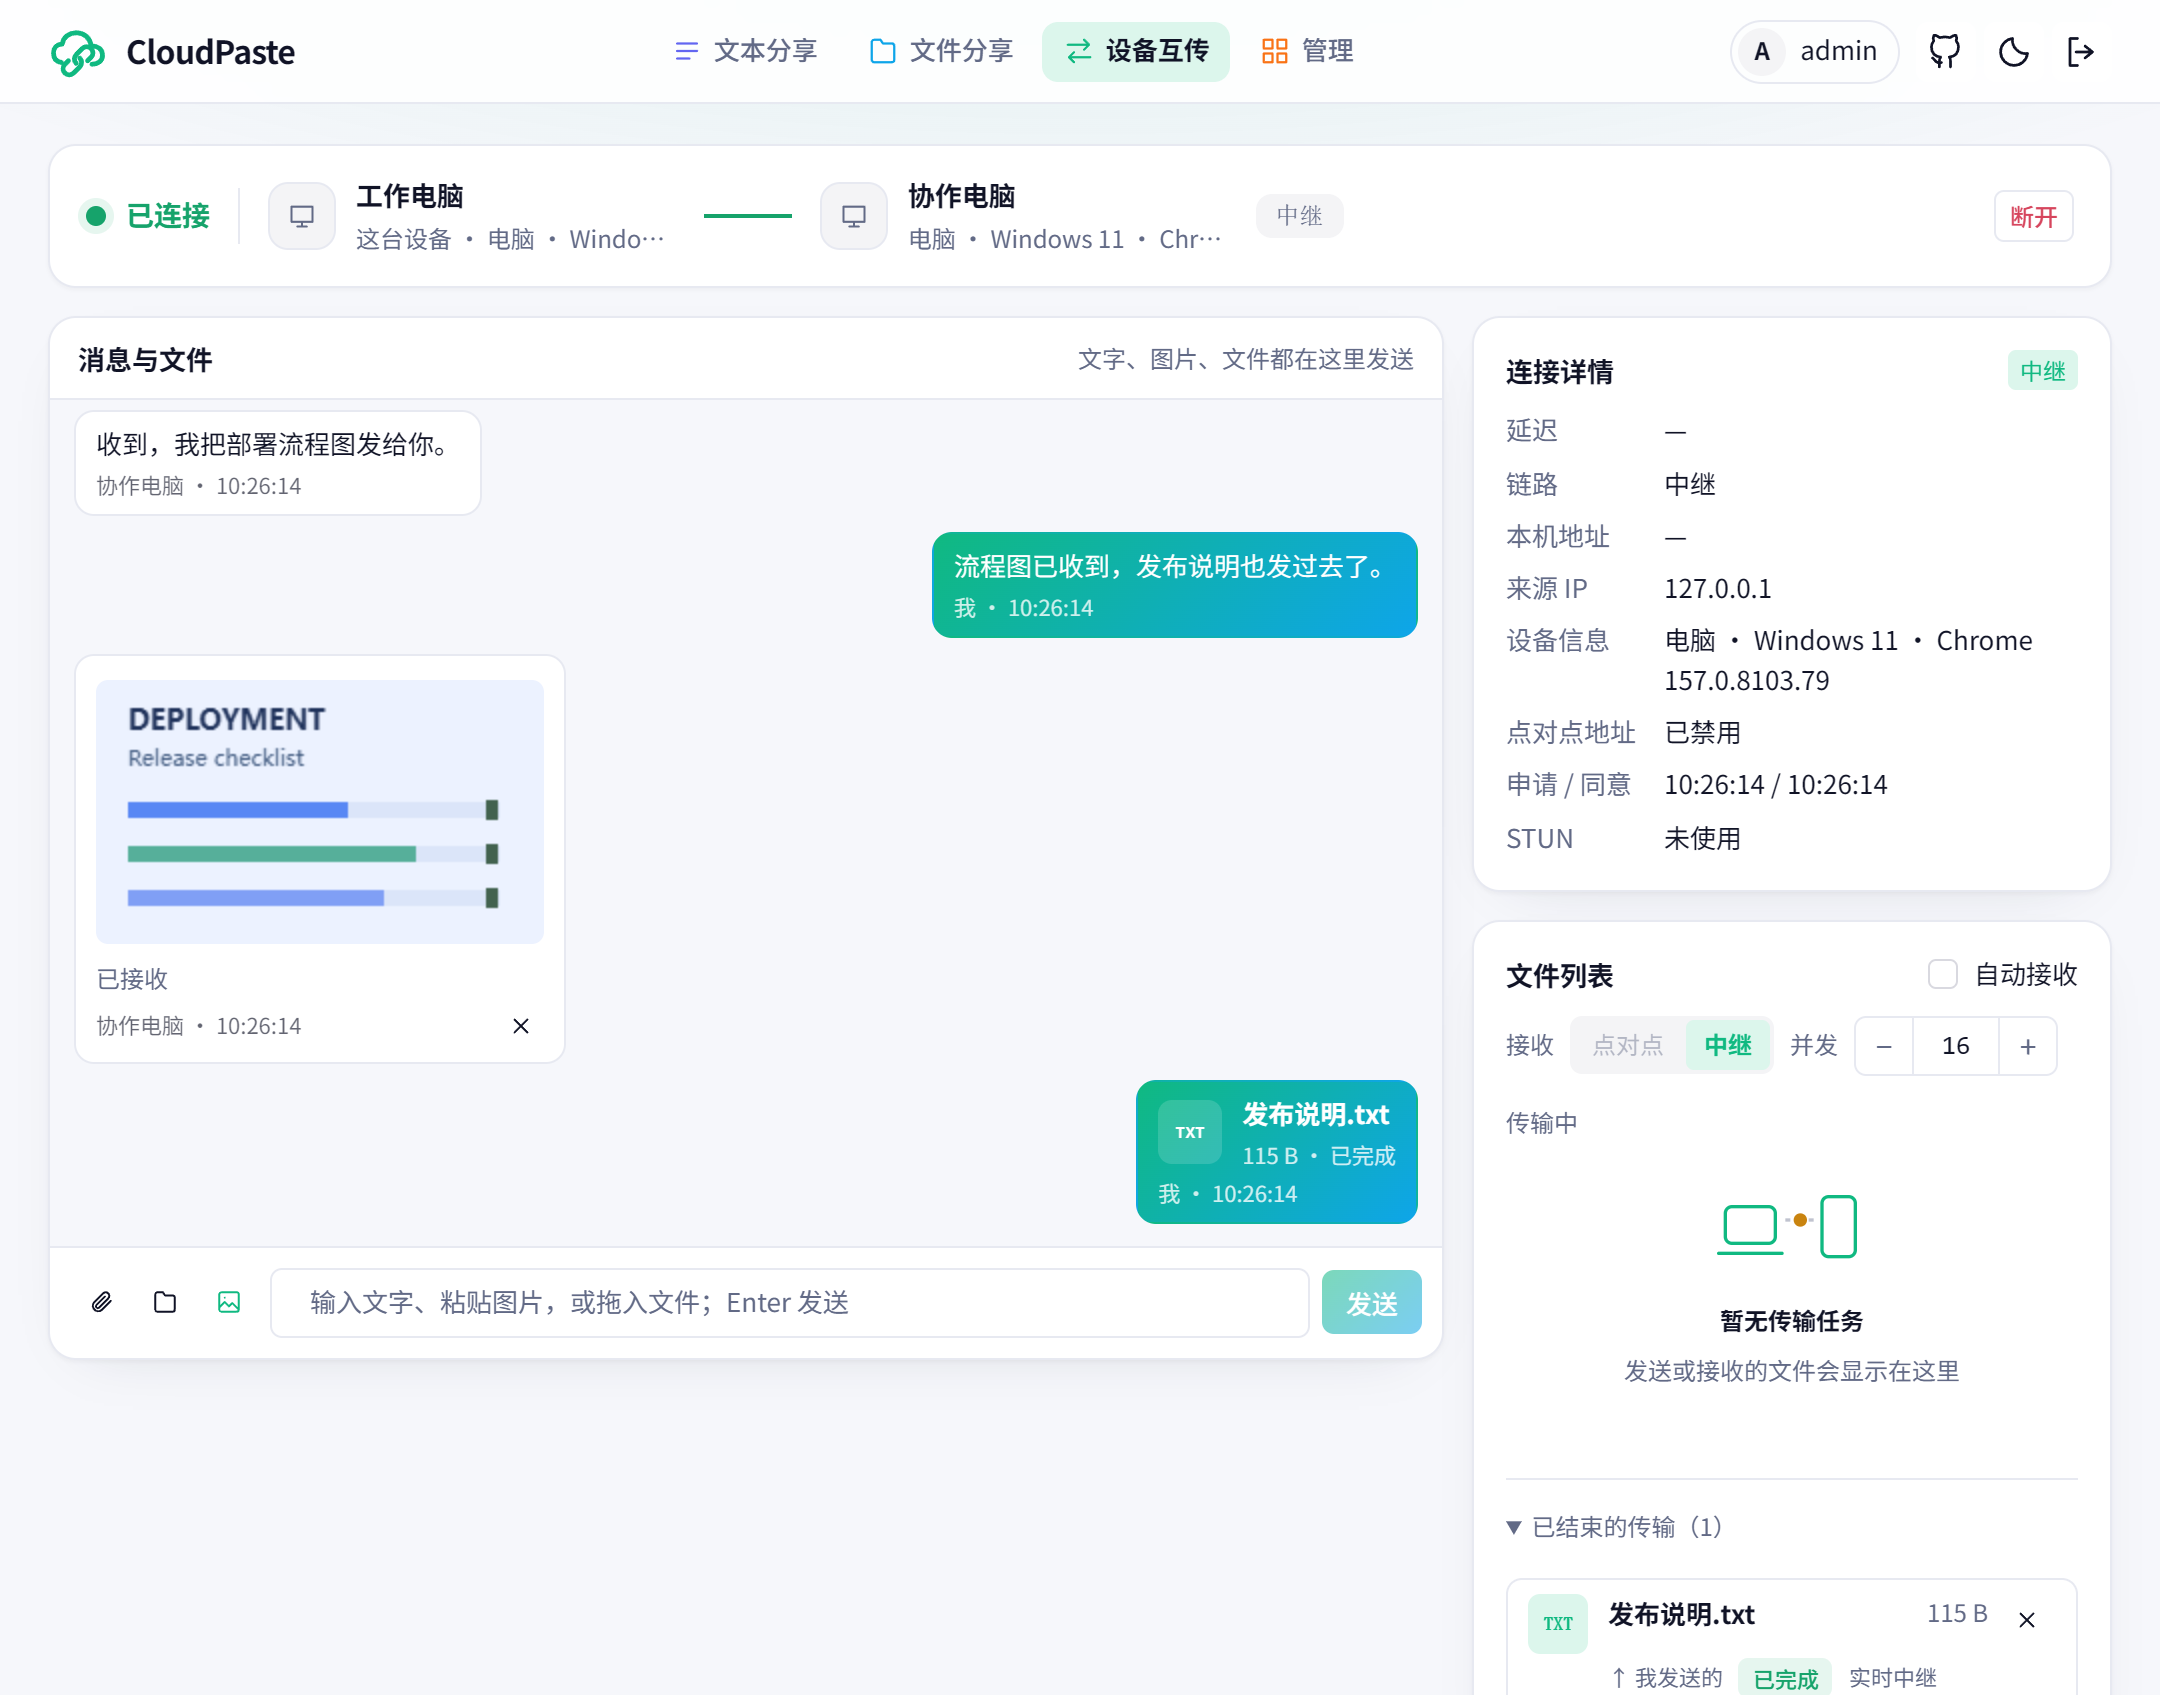 CloudPaste
文本分享
文件分享
设备互传
管理
A admin
已连接
工作电脑
这台设备 • 电脑 • Windo…
协作电脑
电脑 • Windows 11 • Chr…
中继
断开
消息与文件
文字、图片、文件都在这里发送
收到，我把部署流程图发给你。
协作电脑 • 10:26:14
流程图已收到，发布说明也发过去了。
我 • 10:26:14
DEPLOYMENT
Release checklist
已接收
协作电脑 • 10:26:14
TXT
发布说明.txt
115 B • 已完成
我 • 10:26:14
输入文字、粘贴图片，或拖入文件；Enter 发送
发送
连接详情
中继
延迟 —
链路 中继
本机地址 —
来源 IP 127.0.0.1
设备信息 电脑 • Windows 11 • Chrome
157.0.8103.79
点对点地址 已禁用
申请 / 同意 10:26:14 / 10:26:14
STUN 未使用
文件列表
自动接收
接收 点对点 中继 并发 − 16 +
传输中
暂无传输任务
发送或接收的文件会显示在这里
▼ 已结束的传输（1）
TXT
发布说明.txt 115 B
↑ 我发送的 已完成 实时中继